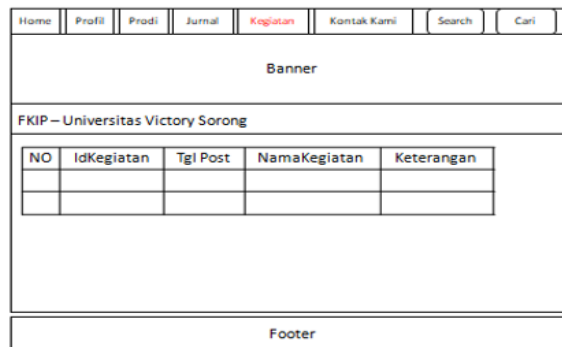 Home Profil Prodi Jurnal Kegiatan Kontak Kami Search Cari
Banner
FKIP – Universitas Victory Sorong
NO IdKegiatan Tgl Post NamaKegiatan Keterangan
Footer